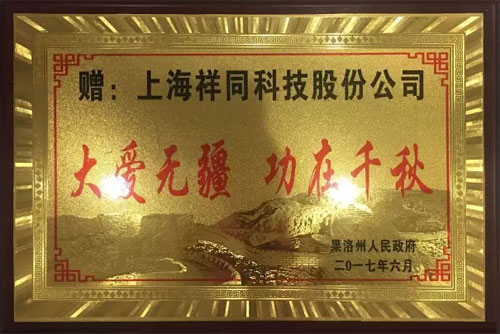 赠：上海祥同科技股份公司
大爱无疆 功在千秋
果洛州人民政府
二〇一七年六月